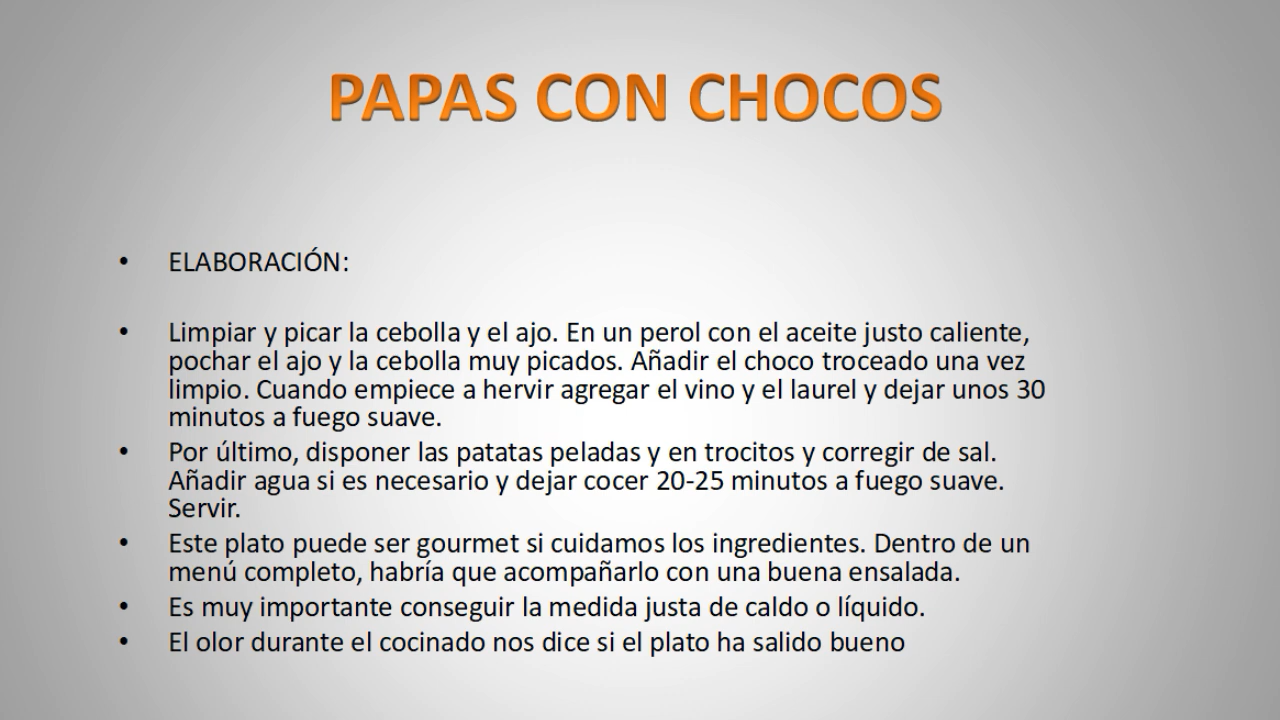 PAPAS CON CHOCOS
• ELABORACIÓN:
• Limpiar y picar la cebolla y el ajo. En un perol con el aceite justo caliente,
pochar el ajo y la cebolla muy picados. Añadir el choco troceado una vez
limpio. Cuando empiece a hervir agregar el vino y el laurel y dejar unos 30
minutos a fuego suave.
• Por último, disponer las patatas peladas y en trocitos y corregir de sal.
Añadir agua si es necesario y dejar cocer 20-25 minutos a fuego suave.
Servir.
• Este plato puede ser gourmet si cuidamos los ingredientes. Dentro de un
menú completo, habría que acompañarlo con una buena ensalada.
• Es muy importante conseguir la medida justa de caldo o líquido.
• El olor durante el cocinado nos dice si el plato ha salido bueno